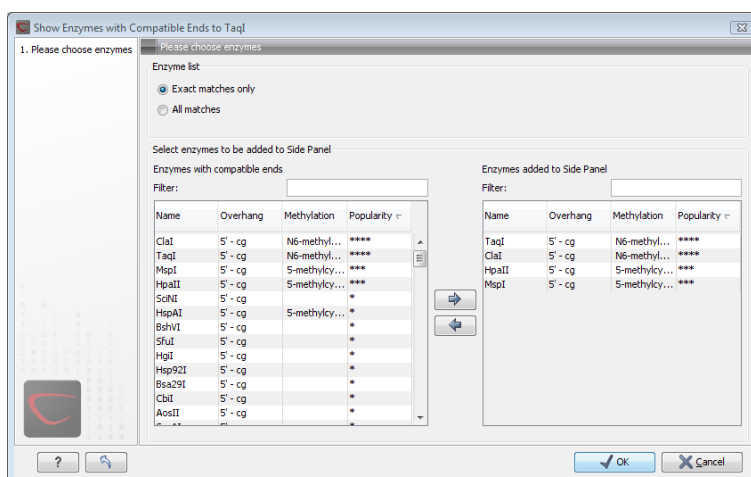 Show Enzymes with Compatible Ends to TaqI
1. Please choose enzymes
Please choose enzymes
Enzyme list
Exact matches only
All matches
Select enzymes to be added to Side Panel
Enzymes with compatible ends
Filter:
Name Overhang Methylation Popularity
ClaI 5' - cg N6-methyl... ****
TaqI 5' - cg N6-methyl... ****
MspI 5' - cg 5-methylcy... ***
HpaII 5' - cg 5-methylcy... ***
SciNI 5' - cg *
HspAI 5' - cg 5-methylcy... *
BshVI 5' - cg *
SfuI 5' - cg *
HgiI 5' - cg *
Hsp92I 5' - cg *
Bsa29I 5' - cg *
CbiI 5' - cg *
AosII 5' - cg *
Enzymes added to Side Panel
Filter:
Name Overhang Methylation Popularity
TaqI 5' - cg N6-methyl... ****
ClaI 5' - cg N6-methyl... ****
HpaII 5' - cg 5-methylcy... ***
MspI 5' - cg 5-methylcy... ***
?
OK
Cancel